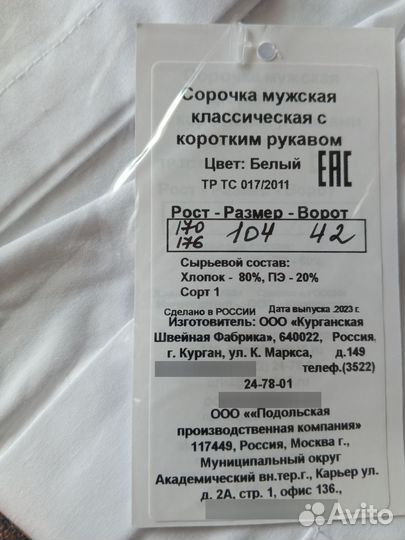 Сорочка мужская
классическая с
коротким рукавом
Цвет: Белый
ТР ТС 017/2011
EAC
Рост - Размер - Ворот
170
176 104 42
Сырьевой состав:
Хлопок - 80%, ПЭ - 20%
Сорт 1
Сделано в РОССИИ Дата выпуска .2023 г.
Изготовитель: ООО «Курганская
Швейная Фабрика», 640022, Россия,
г. Курган, ул. К. Маркса, д.149
телеф.(3522)
24-78-01
ООО ««Подольская
производственная компания»
117449, Россия, Москва г.,
Муниципальный округ
Академический вн.тер.г., Карьер ул.
д. 2А, стр. 1, офис 136.,
Avito